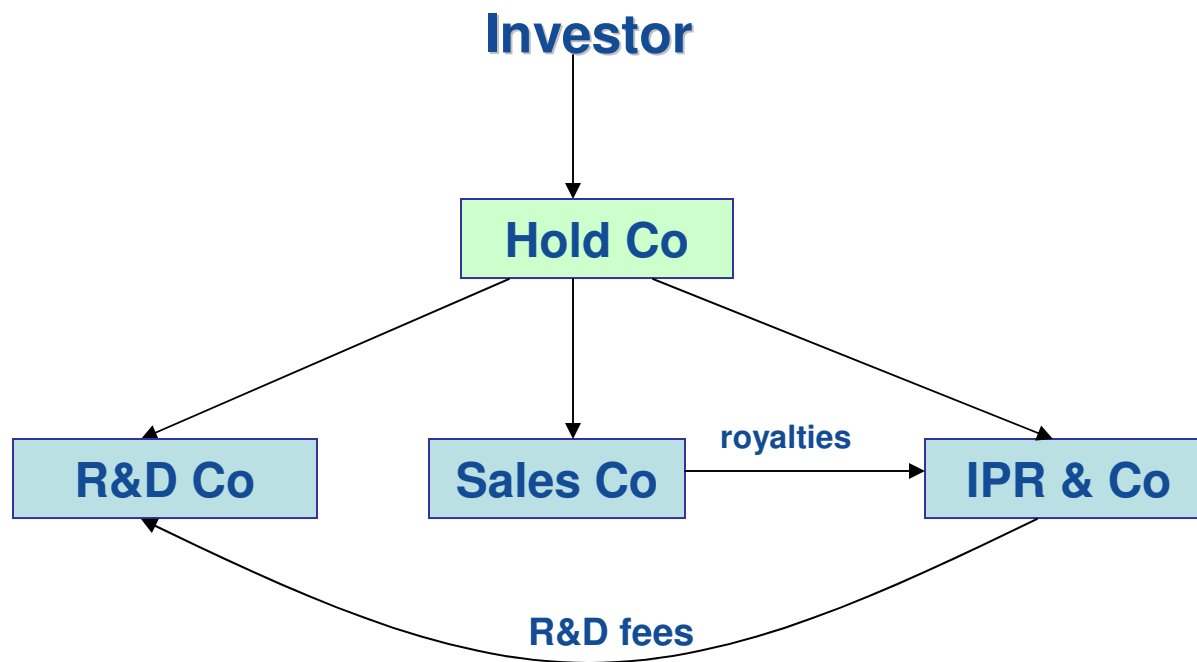 Investor
Hold Co
royalties
R&D Co
Sales Co
IPR & Co
R&D fees